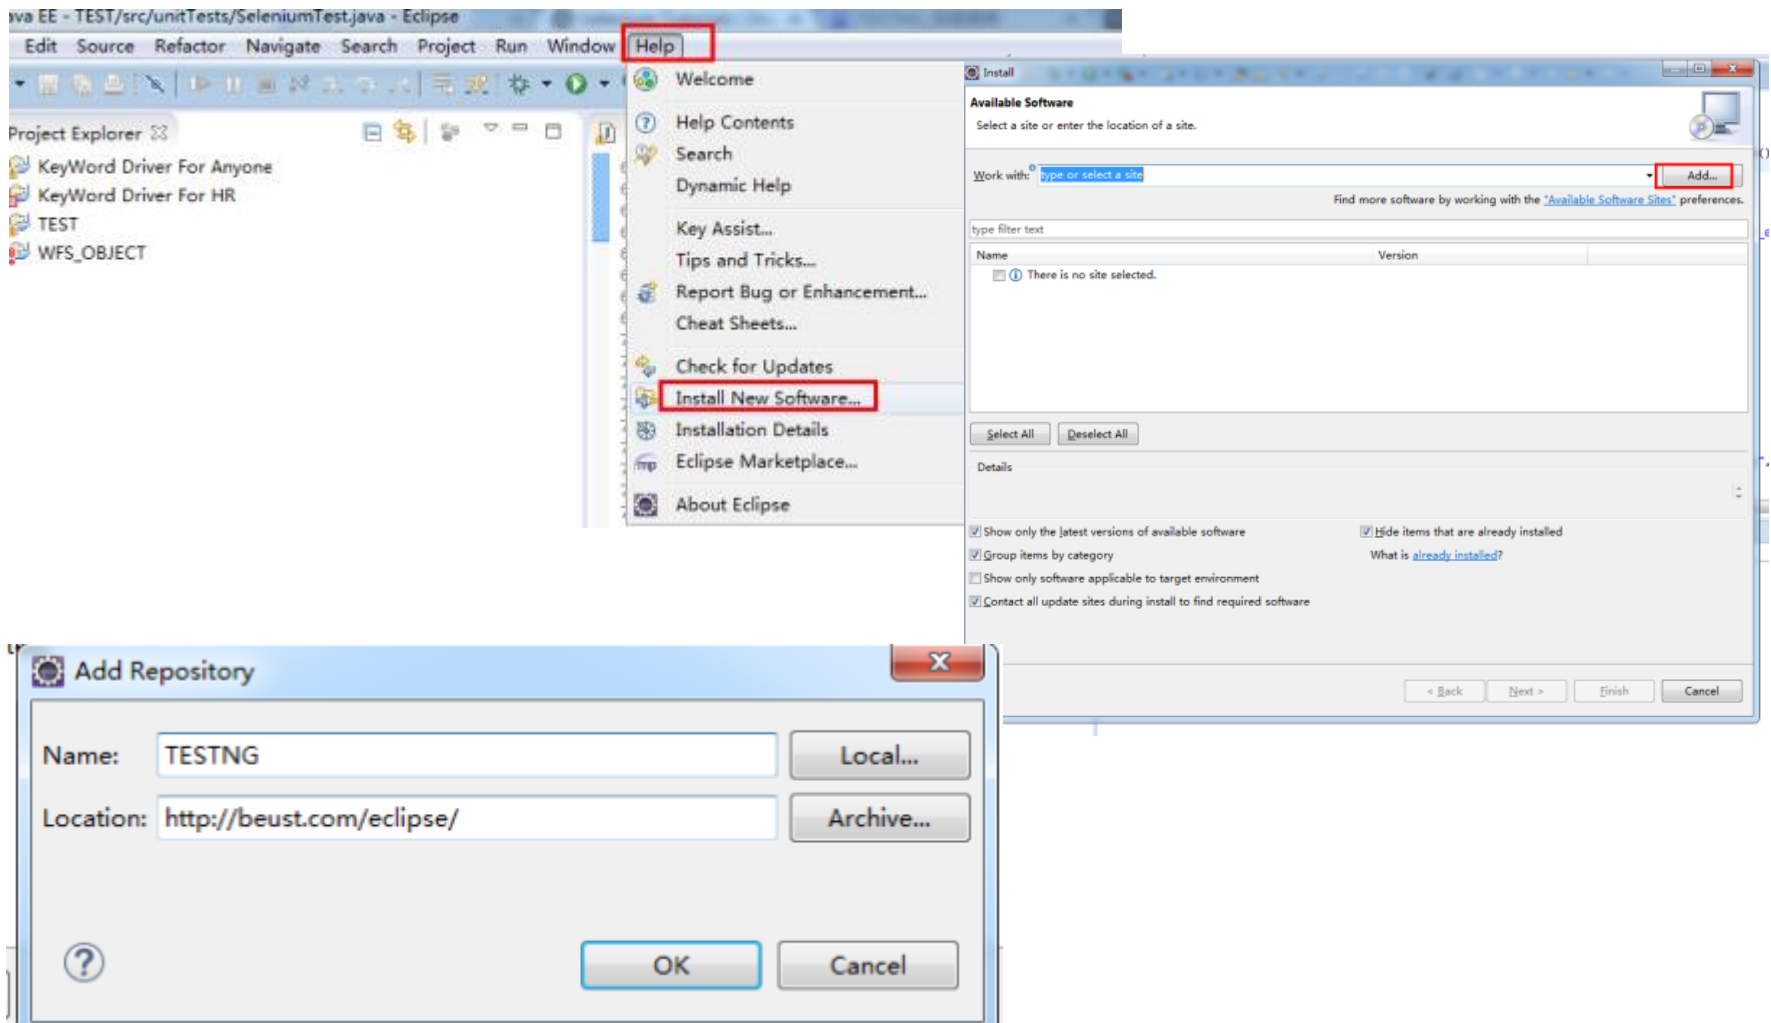 ava EE - TEST/src/unitTests/SeleniumTest.java - Eclipse
Edit Source Refactor Navigate Search Project Run Window Help
Project Explorer
KeyWord Driver For Anyone
KeyWord Driver For HR
TEST
WFS_OBJECT
Welcome
Help Contents
Search
Dynamic Help
Key Assist...
Tips and Tricks...
Report Bug or Enhancement...
Cheat Sheets...
Check for Updates
Install New Software...
Installation Details
Eclipse Marketplace...
About Eclipse
Install
Available Software
Select a site or enter the location of a site.
Work with: type or select a site Add...
Find more software by working with the "Available Software Sites" preferences.
type filter text
Name Version
There is no site selected.
Select All Deselect All
Details
Show only the latest versions of available software Hide items that are already installed
Group items by category What is already installed?
Show only software applicable to target environment
Contact all update sites during install to find required software
< Back Next > Finish Cancel
Add Repository
Name: TESTNG Local...
Location: http://beust.com/eclipse/ Archive...
OK Cancel